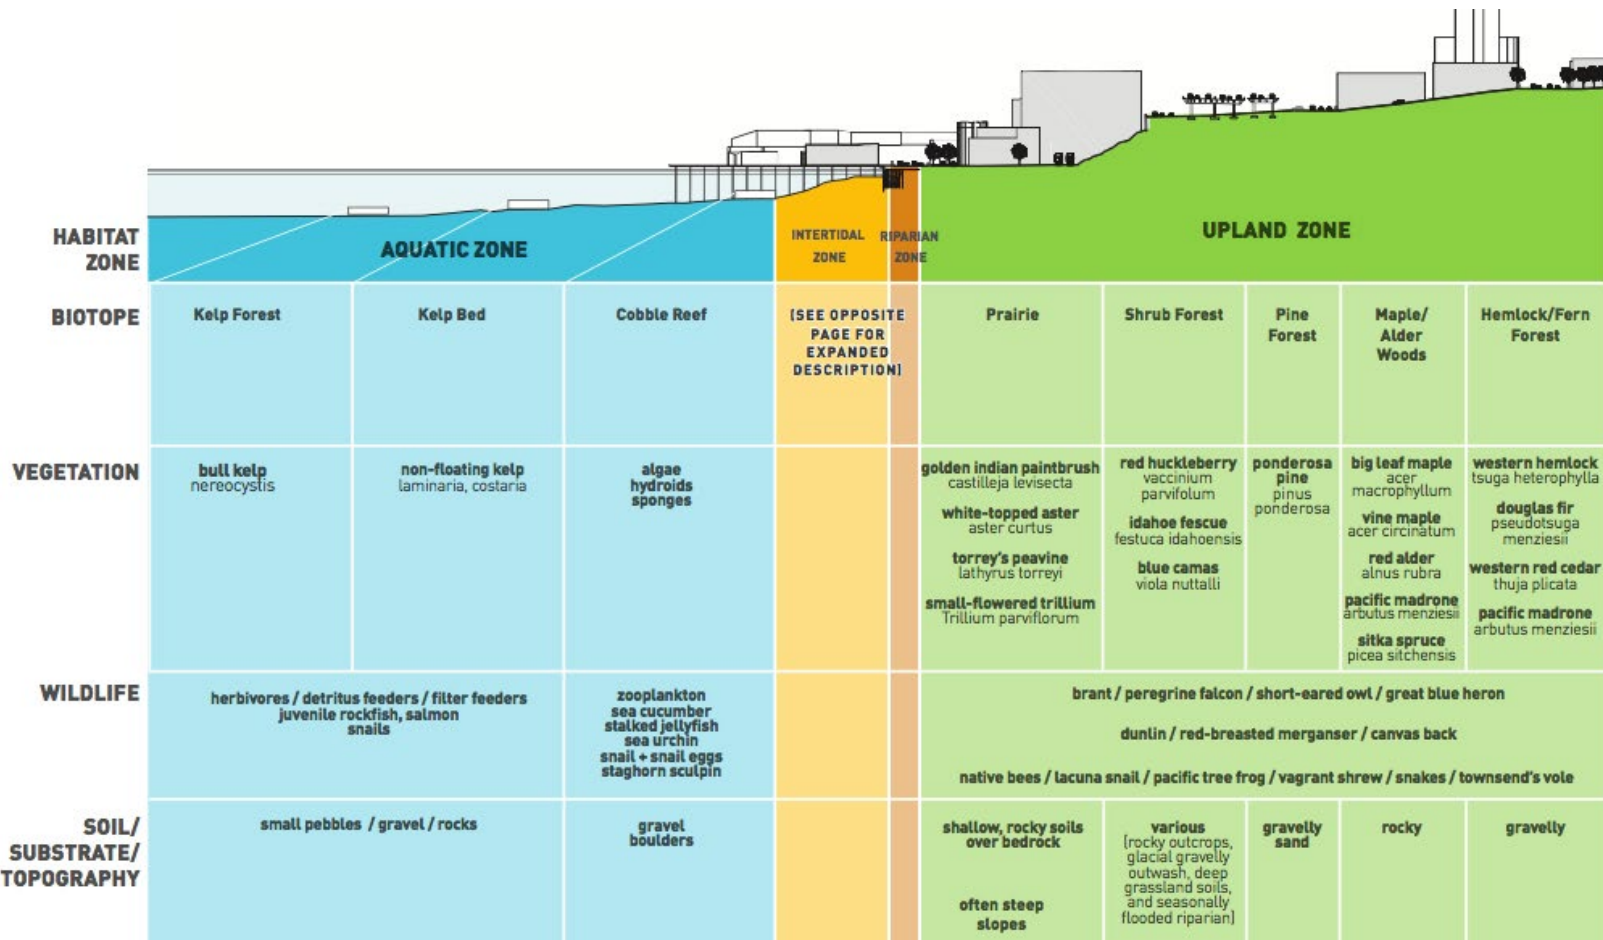 HABITAT
ZONE
AQUATIC ZONE
INTERTIDAL
ZONE
RIPARIAN
ZONE
UPLAND ZONE
BIOTOPE
Kelp Forest
Kelp Bed
Cobble Reef
[SEE OPPOSITE
PAGE FOR
EXPANDED
DESCRIPTION]
Prairie
Shrub Forest
Pine
Forest
Maple/
Alder
Woods
Hemlock/Fern
Forest
VEGETATION
bull kelp
nereocystis
non-floating kelp
laminaria, costaria
algae
hydroids
sponges
golden indian paintbrush
castilleja levisecta
white-topped aster
aster curtus
torrey's peavine
lathyrus torreyi
small-flowered trillium
Trillium parviflorum
red huckleberry
vaccinium
parvifolum
idahoe fescue
festuca idahoensis
blue camas
viola nuttalli
ponderosa
pine
pinus
ponderosa
big leaf maple
acer
macrophyllum
vine maple
acer circinatum
red alder
alnus rubra
pacific madrone
arbutus menziesii
sitka spruce
picea sitchensis
western hemlock
tsuga heterophylla
douglas fir
pseudotsuga
menziesii
western red cedar
thuja plicata
pacific madrone
arbutus menziesii
WILDLIFE
herbivores / detritus feeders / filter feeders
juvenile rockfish, salmon
snails
zooplankton
sea cucumber
stalked jellyfish
sea urchin
snail + snail eggs
staghorn sculpin
brant / peregrine falcon / short-eared owl / great blue heron
dunlin / red-breasted merganser / canvas back
native bees / lacuna snail / pacific tree frog / vagrant shrew / snakes / townsend's vole
SOIL/
SUBSTRATE/
TOPOGRAPHY
small pebbles / gravel / rocks
gravel
boulders
shallow, rocky soils
over bedrock
often steep
slopes
various
[rocky outcrops,
glacial gravelly
outwash, deep
grassland soils,
and seasonally
flooded riparian]
gravelly
sand
rocky
gravelly